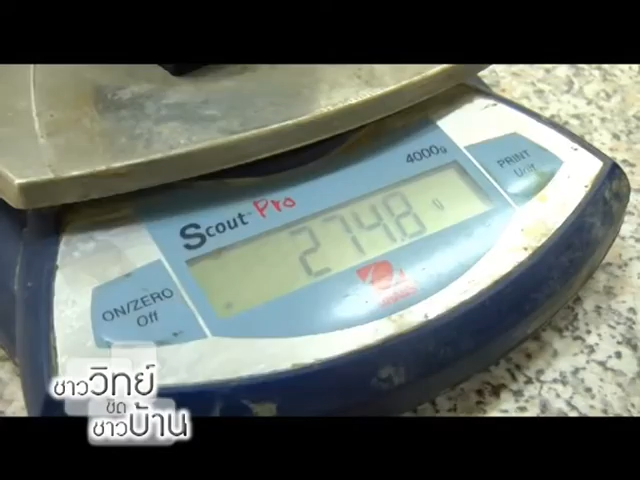 4000g
PRINT
Unit
Scout Pro
274.8 g
ON/ZERO
Off
ชาววิทย์
ขัด
ชาวบ้าน